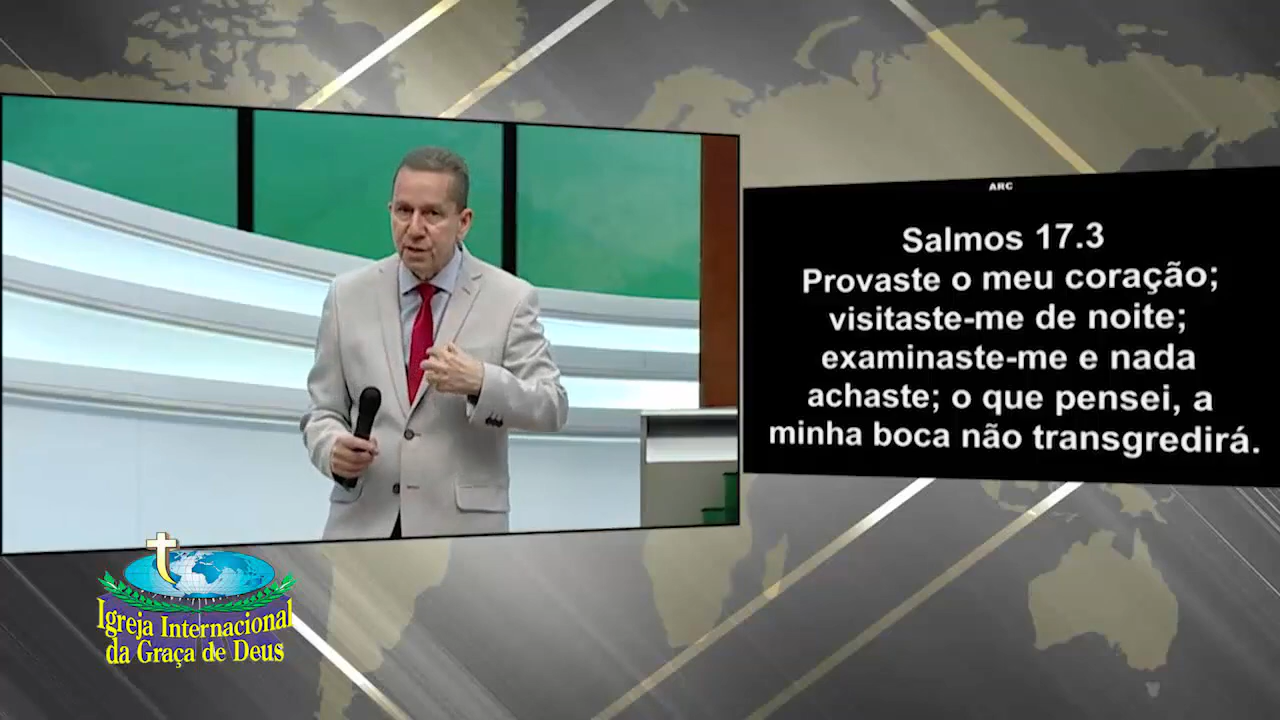 ARC
Salmos 17.3
Provaste o meu coração;
visitaste-me de noite;
examinaste-me e nada
achaste; o que pensei, a
minha boca não transgredirá.
Igreja Internacional
da Graça de Deus